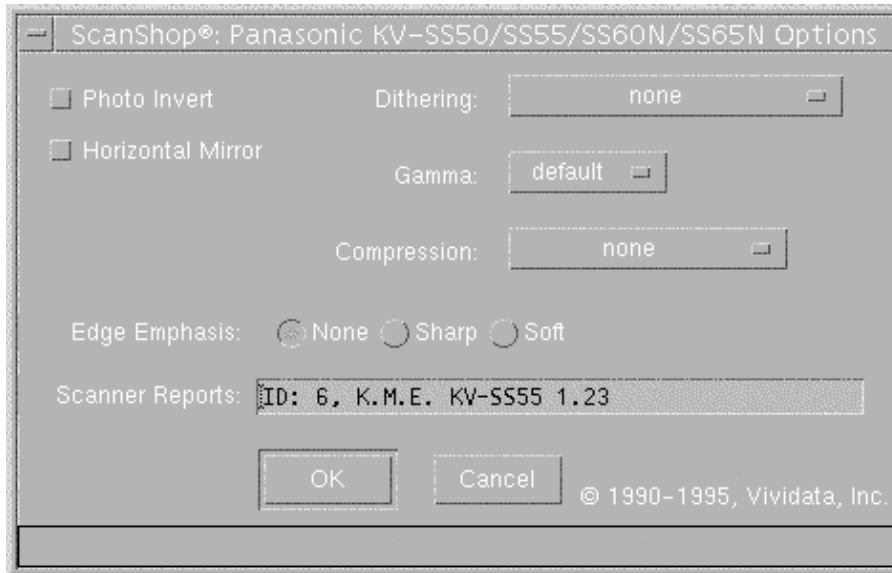 ScanShop®: Panasonic KV-SS50/SS55/SS60N/SS65N Options
Photo Invert
Dithering: none
Horizontal Mirror
Gamma: default
Compression: none
Edge Emphasis: None Sharp Soft
Scanner Reports: ID: 6, K.M.E. KV-SS55 1.23
OK Cancel
© 1990-1995, Vividata, Inc.